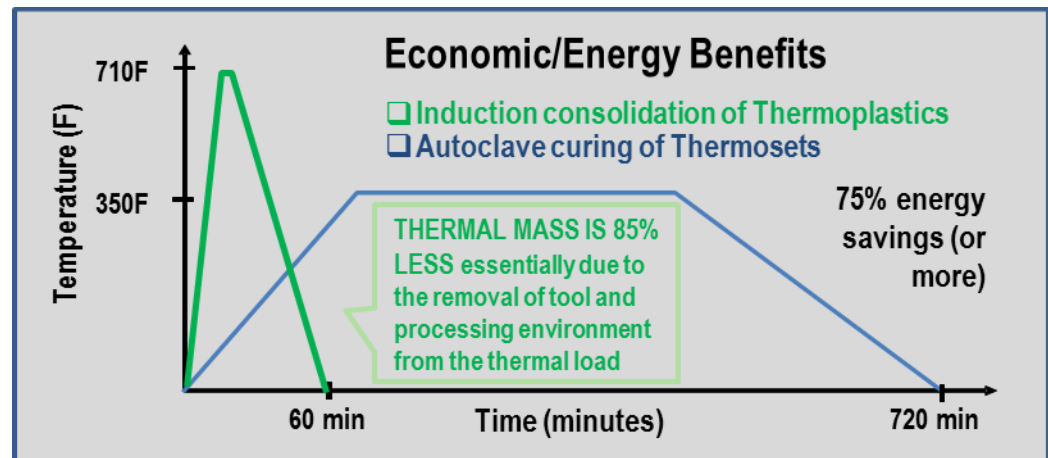 Economic/Energy Benefits
Induction consolidation of Thermoplastics
Autoclave curing of Thermosets
710F
350F
Temperature (F)
75% energy
savings (or
more)
THERMAL MASS IS 85%
LESS essentially due to
the removal of tool and
processing environment
from the thermal load
60 min
Time (minutes)
720 min